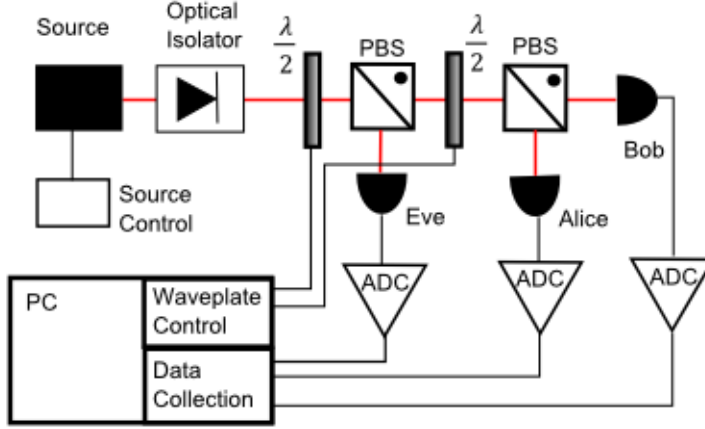 Source
Optical
Isolator
λ/2
PBS
λ/2
PBS
Bob
Source
Control
Eve
Alice
ADC
ADC
ADC
PC
Waveplate
Control
Data
Collection